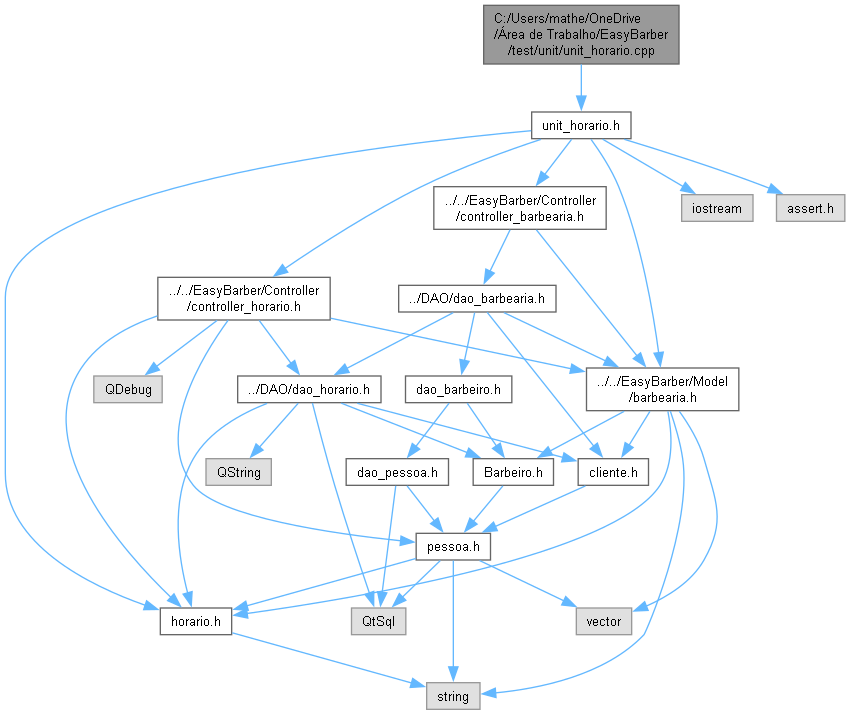 C:/Users/mathe/OneDrive
/Área de Trabalho/EasyBarber
/test/unit/unit_horario.cpp
unit_horario.h
../../EasyBarber/Controller
/controller_barbearia.h
iostream
assert.h
../../EasyBarber/Controller
/controller_horario.h
../DAO/dao_barbearia.h
QDebug
../DAO/dao_horario.h
dao_barbeiro.h
../../EasyBarber/Model
/barbearia.h
QString
dao_pessoa.h
Barbeiro.h
cliente.h
pessoa.h
horario.h
QtSql
vector
string